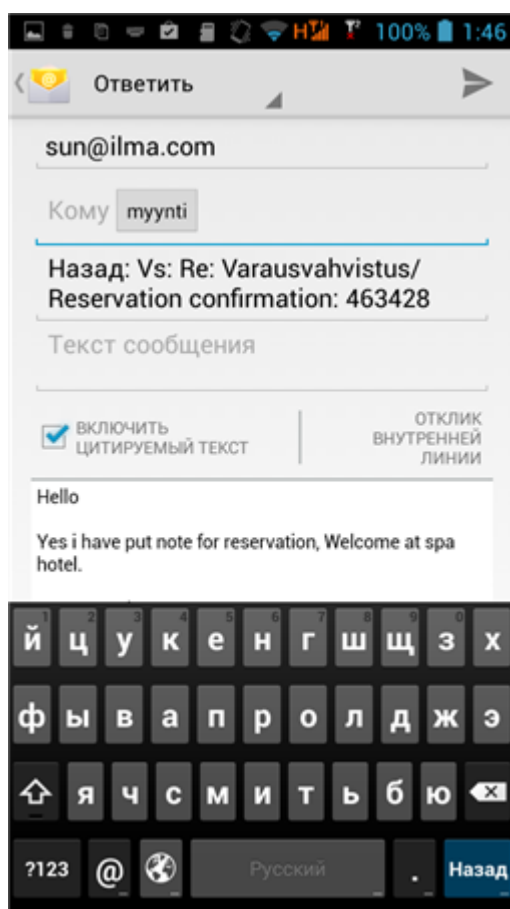 100% 1:46
Ответить
sun@ilma.com
Кому myynti
Назад: Vs: Re: Varausvahvistus/
Reservation confirmation: 463428
Текст сообщения
ВКЛЮЧИТЬ
ЦИТИРУЕМЫЙ ТЕКСТ
ОТКЛИК
ВНУТРЕННЕЙ
ЛИНИИ
Hello
Yes i have put note for reservation, Welcome at spa
hotel.
1 2 3 4 5 6 7 8 9 0
й ц у к е н г ш щ з х
ф ы в а п р о л д ж э
я ч с м и т ь б ю
?123 @ Русский . Назад